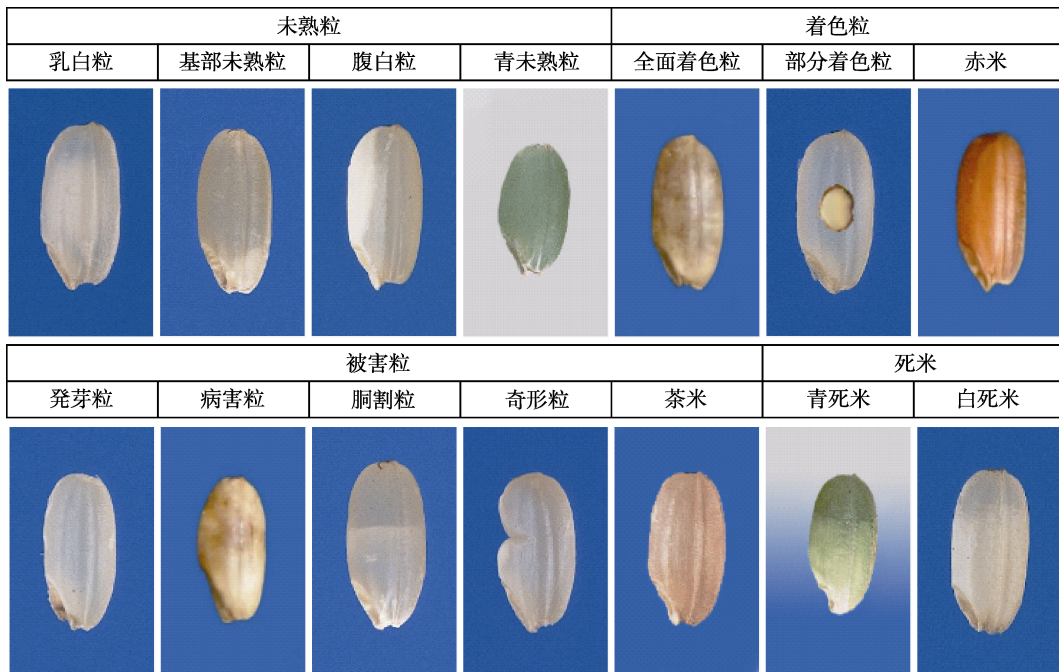 未熟粒 着色粒
乳白粒 基部未熟粒 腹白粒 青未熟粒 全面着色粒 部分着色粒 赤米
被害粒 死米
発芽粒 病害粒 胴割粒 奇形粒 茶米 青死米 白死米